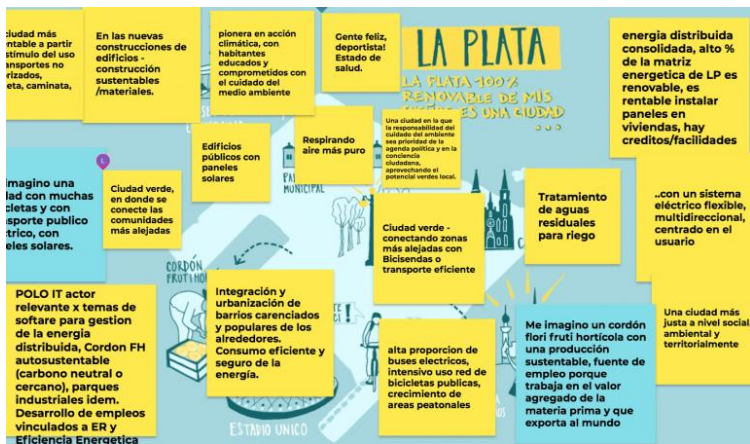 ciudad más
entable a partir
stímulo del uso
ansportes no
rizados,
eta, caminata,
En las nuevas
construcciones de
edificios -
construcción
sustentables
/materiales.
pionera en acción
climática, con
habitantes
educados y
comprometidos con
el cuidado del
medio ambiente
Gente feliz,
deportista!
Estado de
salud.
LA PLATA
LA PLATA 100%
RENOVABLE DE MIS
ES UNA CIUDAD
...
energia distribuida
consolidada, alto %
de la matriz
energetica de LP es
renovable, es
rentable instalar
paneles en
viviendas, hay
creditos/facilidades
Edificios
públicos con
paneles
solares
Respirando
aire más puro
Una ciudad en la que
la responsabilidad del
cuidado del ambiente
sea prioridad de la
agenda política y en la
conciencia
ciudadana,
aprovechando el
potencial verdes local.
MUNICIPAL
magino una
dad con muchas
cletas y con
nsporte publico
ctrico, con
eles solares.
L
Ciudad verde,
en donde se
conecte las
comunidades
más alejadas
Ciudad verde -
conectando zonas
más alejadas con
Bicisendas o
transporte eficiente
Tratamiento
de aguas
residuales
para riego
..con un sistema
eléctrico flexible,
multidireccional,
centrado en el
usuario
CORDÓN
POLO IT actor
relevante x temas de
softare para gestion
de la energia
distribuida, Cordon FH
autosustentable
(carbono neutral o
cercano), parques
industriales idem.
Desarrollo de empleos
vinculados a ER y
Eficiencia Energetica
Integración y
urbanización de
barrios carenciados
y populares de los
alrededores.
Consumo eficiente y
seguro de la
energía.
alta proporcion de
buses electricos,
intensivo uso red de
bicicletas publicas,
crecimiento de
areas peatonales
Me imagino un cordón
flori fruti hortícola con
una producción
sustentable, fuente de
empleo porque
trabaja en el valor
agregado de la
materia prima y que
exporta al mundo
Una ciudad más
justa a nivel social,
ambiental y
territorialmente
ESTADIO UNICO